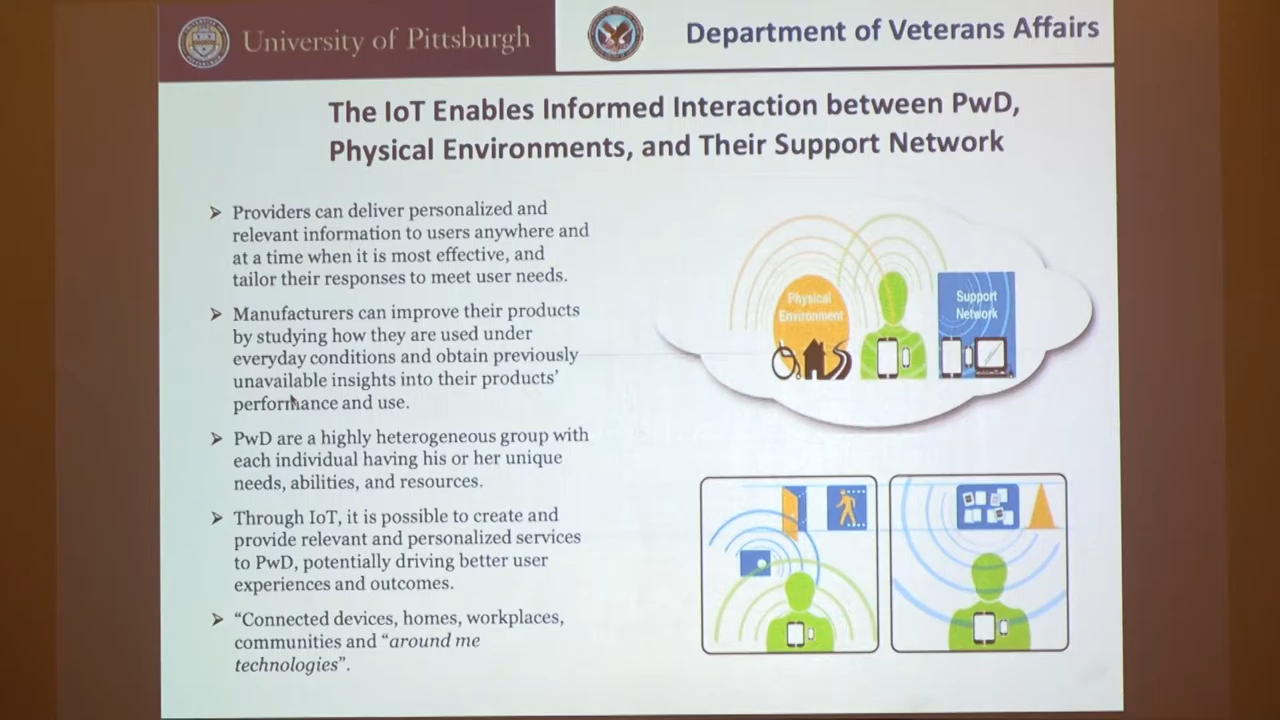 University of Pittsburgh
Department of Veterans Affairs
The IoT Enables Informed Interaction between PwD,
Physical Environments, and Their Support Network
➢ Providers can deliver personalized and
relevant information to users anywhere and
at a time when it is most effective, and
tailor their responses to meet user needs.
➢ Manufacturers can improve their products
by studying how they are used under
everyday conditions and obtain previously
unavailable insights into their products’
performance and use.
➢ PwD are a highly heterogeneous group with
each individual having his or her unique
needs, abilities, and resources.
➢ Through IoT, it is possible to create and
provide relevant and personalized services
to PwD, potentially driving better user
experiences and outcomes.
➢ “Connected devices, homes, workplaces,
communities and “around me
technologies”.
Physical
Environment
Support
Network